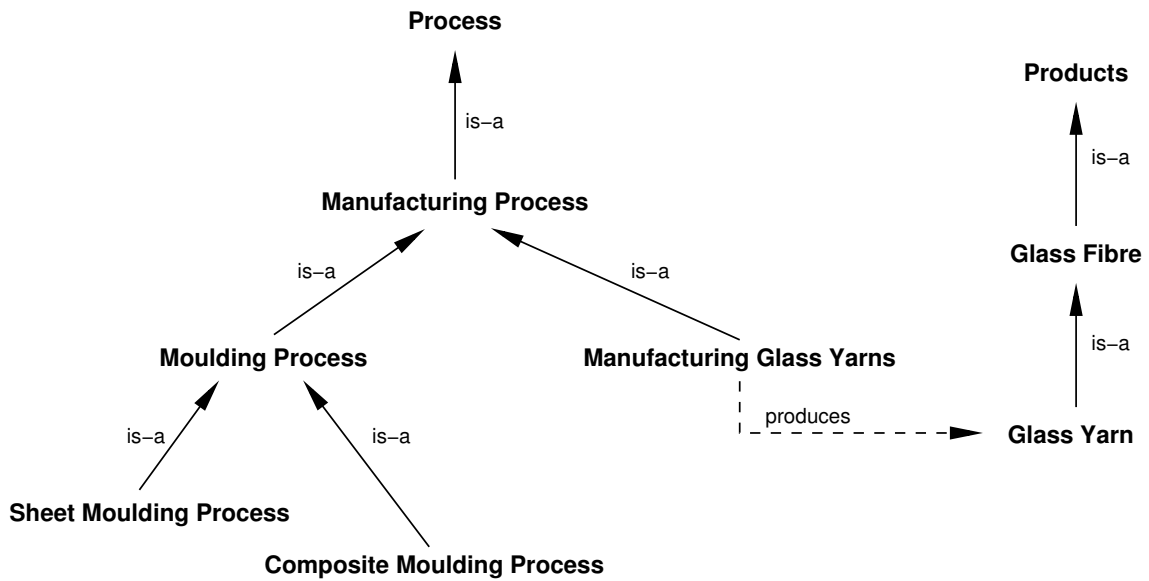 Process
Products
is–a
is–a
Manufacturing Process
Glass Fibre
is–a
is–a
is–a
Moulding Process
Manufacturing Glass Yarns
produces
is–a
is–a
Glass Yarn
Sheet Moulding Process
Composite Moulding Process